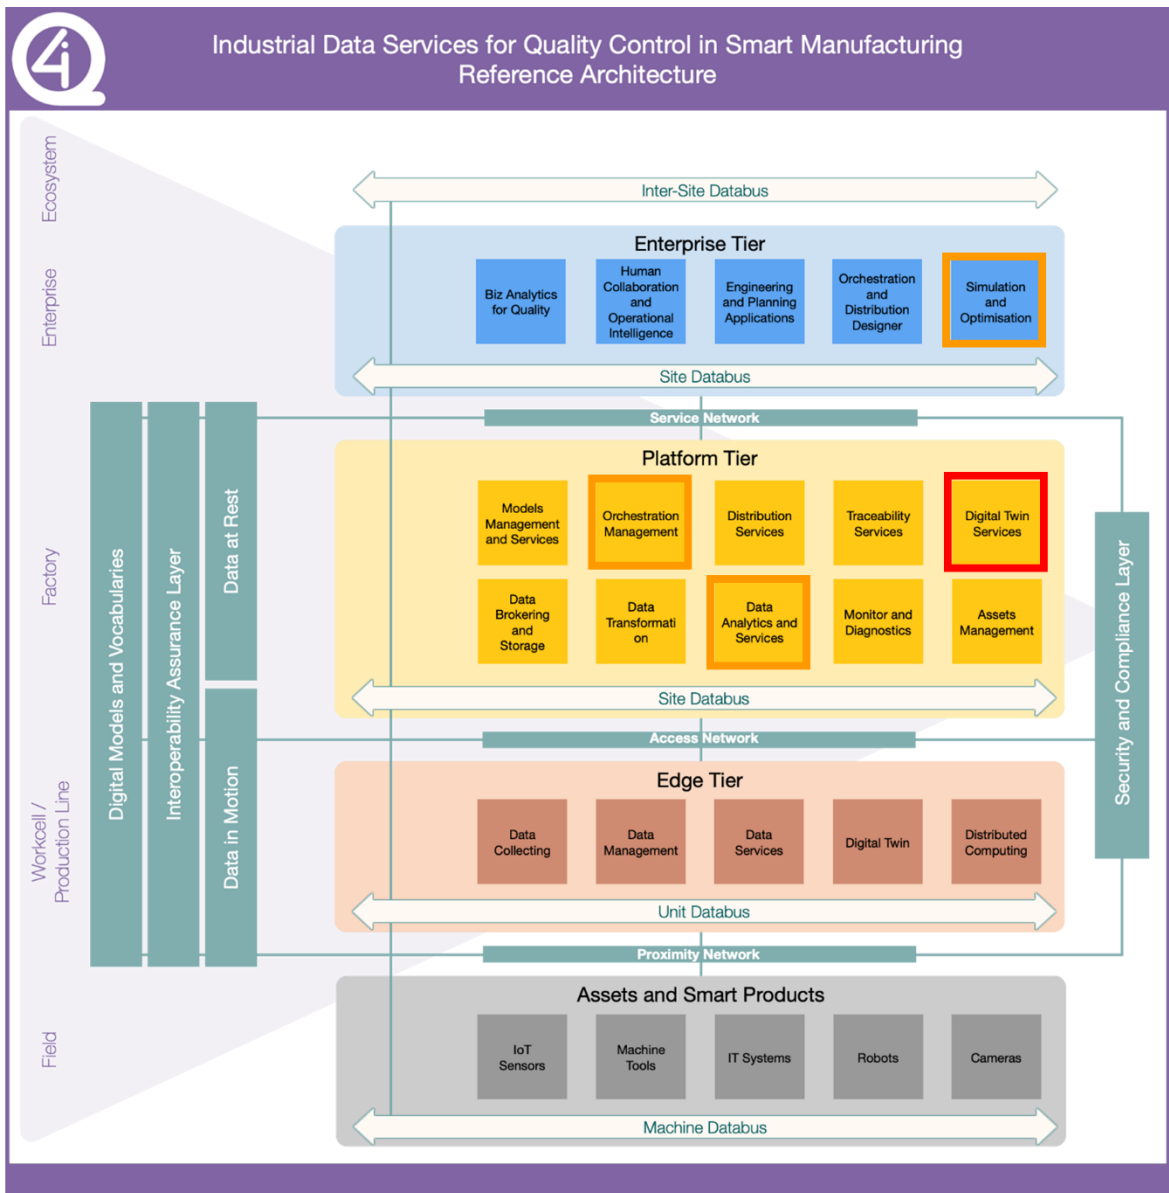 4i
Industrial Data Services for Quality Control in Smart Manufacturing
Reference Architecture
Ecosystem
Inter-Site Databus
Enterprise
Enterprise Tier
Biz Analytics
for Quality
Human
Collaboration
and
Operational
Intelligence
Engineering
and Planning
Applications
Orchestration
and
Distribution
Designer
Simulation
and
Optimisation
Site Databus
Service Network
Digital Models and Vocabularies
Interoperability Assurance Layer
Data at Rest
Data in Motion
Security and Compliance Layer
Factory
Platform Tier
Models
Management
and Services
Orchestration
Management
Distribution
Services
Traceability
Services
Digital Twin
Services
Data
Brokering
and
Storage
Data
Transformati
on
Data
Analytics and
Services
Monitor and
Diagnostics
Assets
Management
Site Databus
Access Network
Workcell /
Production Line
Edge Tier
Data
Collecting
Data
Management
Data
Services
Digital Twin
Distributed
Computing
Unit Databus
Proximity Network
Field
Assets and Smart Products
IoT
Sensors
Machine
Tools
IT Systems
Robots
Cameras
Machine Databus